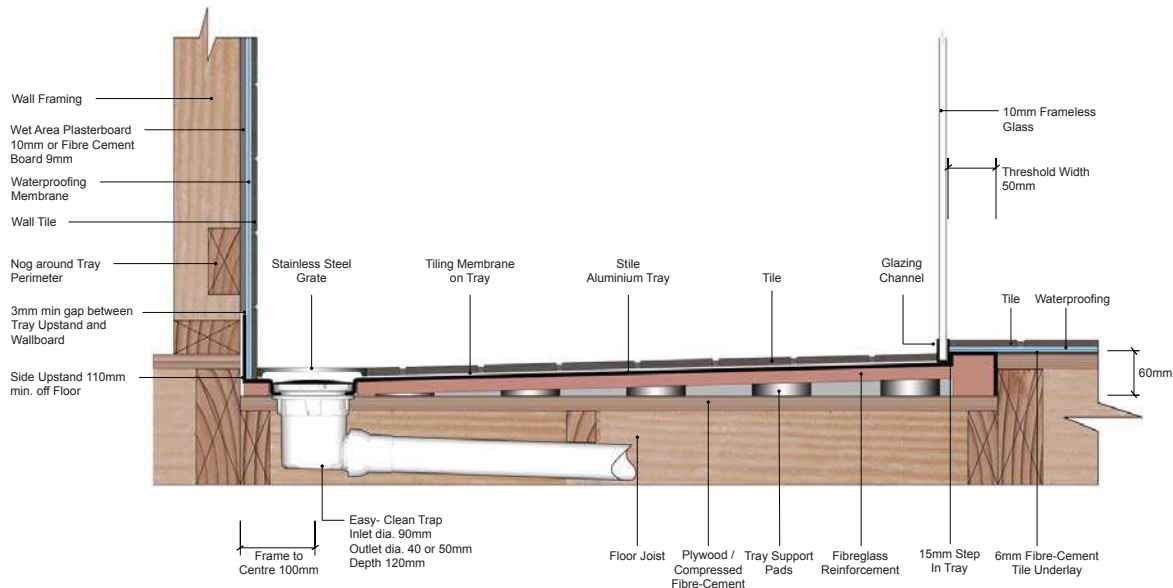 Wall Framing
Wet Area Plasterboard
10mm or Fibre Cement
Board 9mm
Waterproofing
Membrane
Wall Tile
Nog around Tray
Perimeter
3mm min gap between
Tray Upstand and
Wallboard
Side Upstand 110mm
min. off Floor
Stainless Steel
Grate
Tiling Membrane
on Tray
Stile
Aluminium Tray
Tile
Glazing
Channel
10mm Frameless
Glass
Threshold Width
50mm
Tile
Waterproofing
60mm
Frame to
Centre 100mm
Easy- Clean Trap
Inlet dia. 90mm
Outlet dia. 40 or 50mm
Depth 120mm
Floor Joist
Plywood /
Compressed
Fibre-Cement
Tray Support
Pads
Fibreglass
Reinforcement
15mm Step
In Tray
6mm Fibre-Cement
Tile Underlay